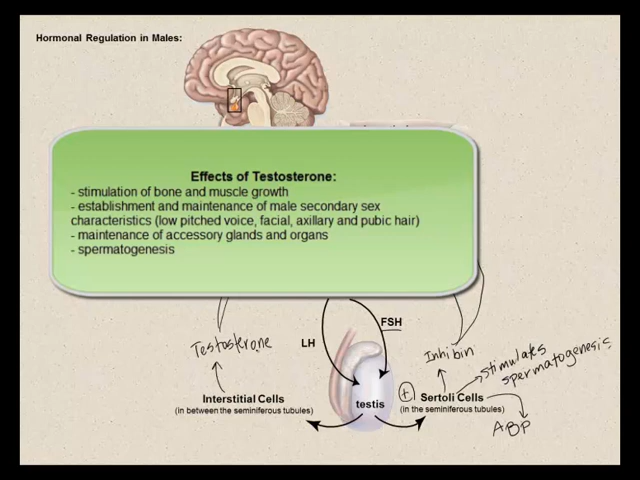 Hormonal Regulation in Males:
Effects of Testosterone:
- stimulation of bone and muscle growth
- establishment and maintenance of male secondary sex
characteristics (low pitched voice, facial, axillary and pubic hair)
- maintenance of accessory glands and organs
- spermatogenesis
LH
FSH
Testosterone
Inhibin
Stimulates
spermatogenesis
Interstitial Cells
(in between the seminiferous tubules)
testis
(+)
Sertoli Cells
(in the seminiferous tubules)
ABP